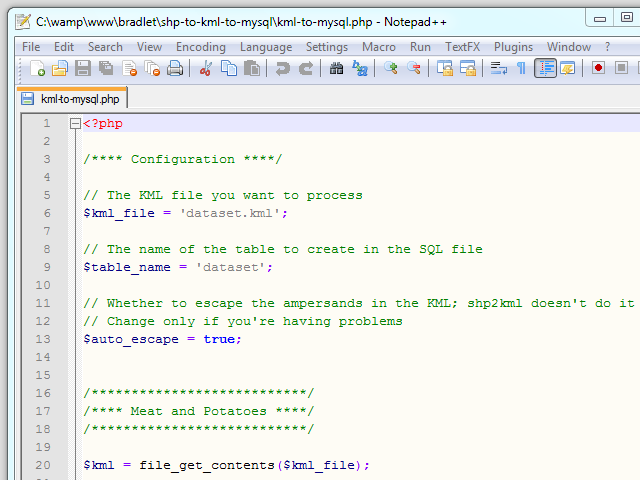 C:\wamp\www\bradlet\shp-to-kml-to-mysql\kml-to-mysql.php - Notepad++
File Edit Search View Encoding Language Settings Macro Run TextFX Plugins Window ?
kml-to-mysql.php
1 <?php
2
3 /**** Configuration ****/
4
5 // The KML file you want to process
6 $kml_file = 'dataset.kml';
7
8 // The name of the table to create in the SQL file
9 $table_name = 'dataset';
10
11 // Whether to escape the ampersands in the KML; shp2kml doesn't do it
12 // Change only if you're having problems
13 $auto_escape = true;
14
15
16 /***************************/
17 /**** Meat and Potatoes ****/
18 /***************************/
19
20 $kml = file_get_contents($kml_file);